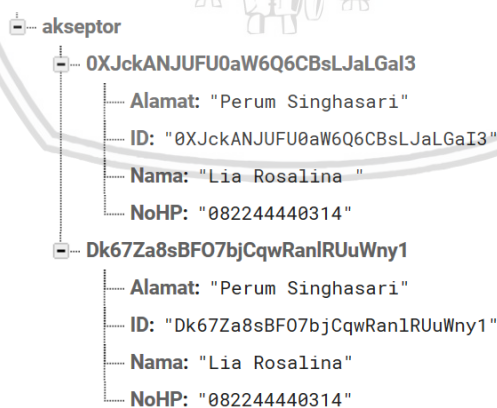 akseptor
0XJckANJUFU0aW6Q6CBsLJaLGaI3
Alamat: "Perum Singhasari"
ID: "0XJckANJUFU0aW6Q6CBsLJaLGaI3"
Nama: "Lia Rosalina "
NoHP: "082244440314"
Dk67Za8sBFO7bjCqwRanlRUuWny1
Alamat: "Perum Singhasari"
ID: "Dk67Za8sBFO7bjCqwRanlRUuWny1"
Nama: "Lia Rosalina"
NoHP: "082244440314"